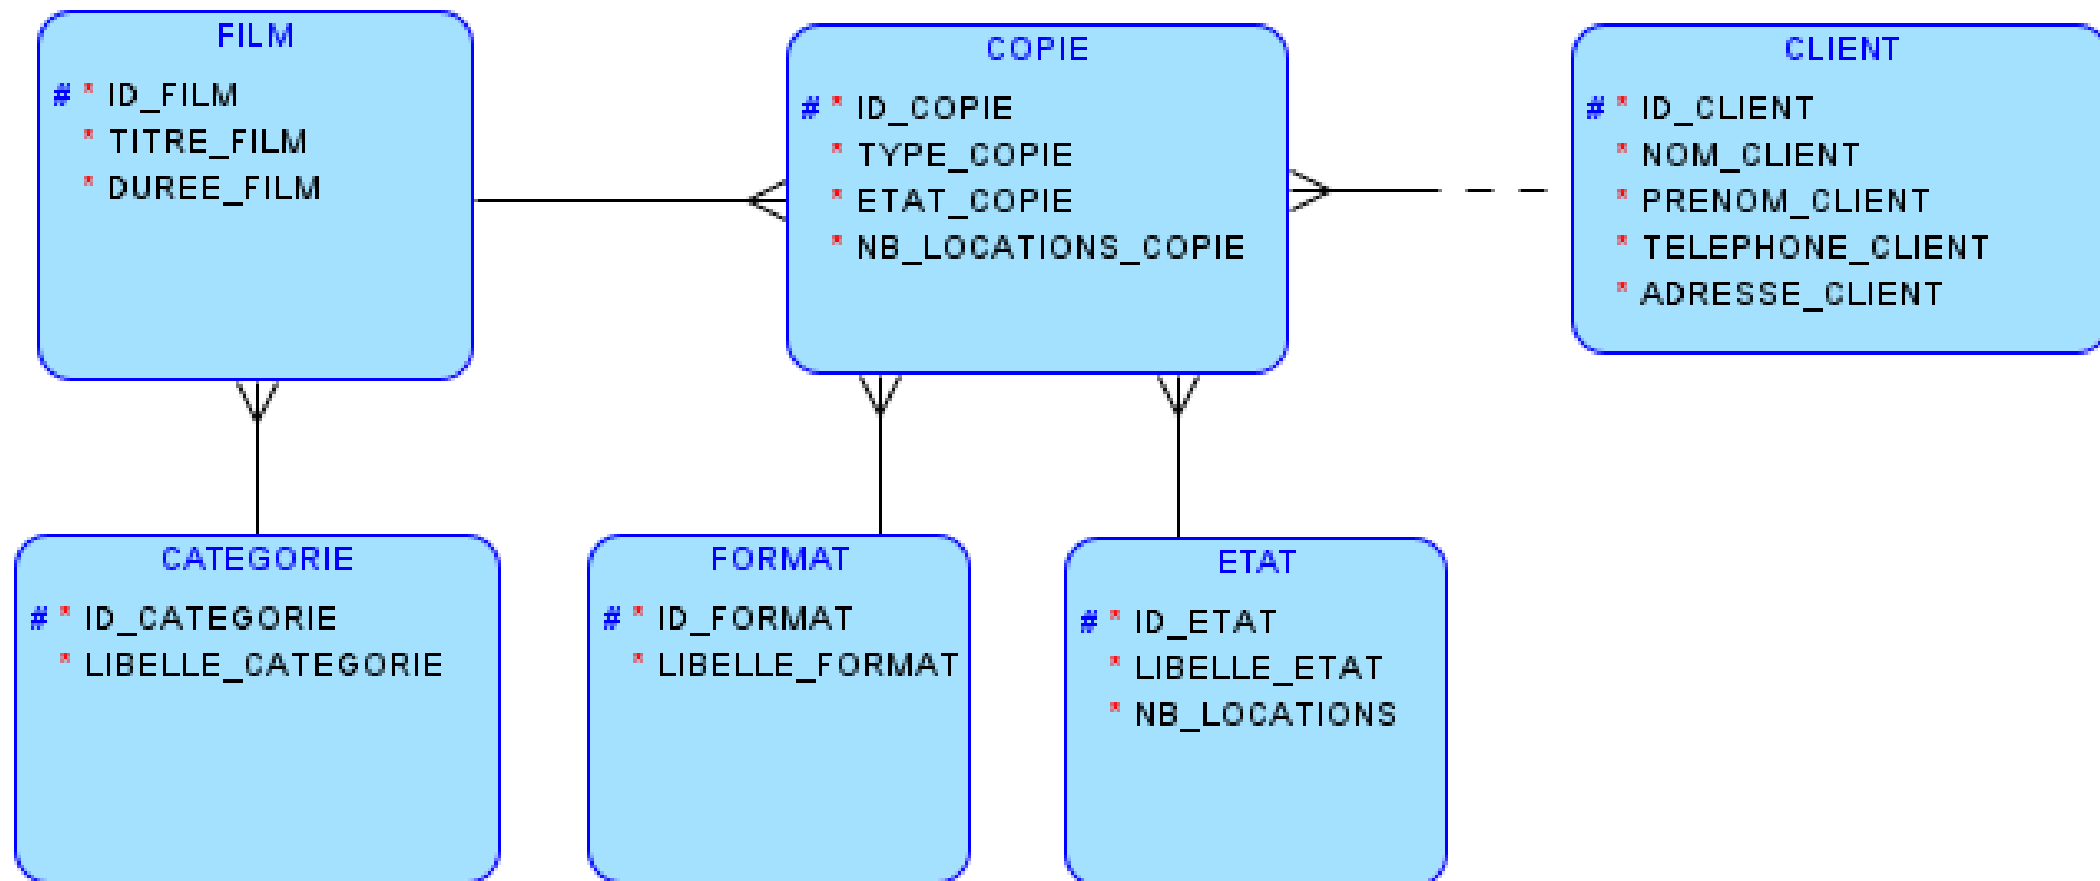 FILM
# * ID_FILM
* TITRE_FILM
* DUREE_FILM
COPIE
# * ID_COPIE
* TYPE_COPIE
* ETAT_COPIE
* NB_LOCATIONS_COPIE
CLIENT
# * ID_CLIENT
* NOM_CLIENT
* PRENOM_CLIENT
* TELEPHONE_CLIENT
* ADRESSE_CLIENT
CATEGORIE
# * ID_CATEGORIE
* LIBELLE_CATEGORIE
FORMAT
# * ID_FORMAT
* LIBELLE_FORMAT
ETAT
# * ID_ETAT
* LIBELLE_ETAT
* NB_LOCATIONS